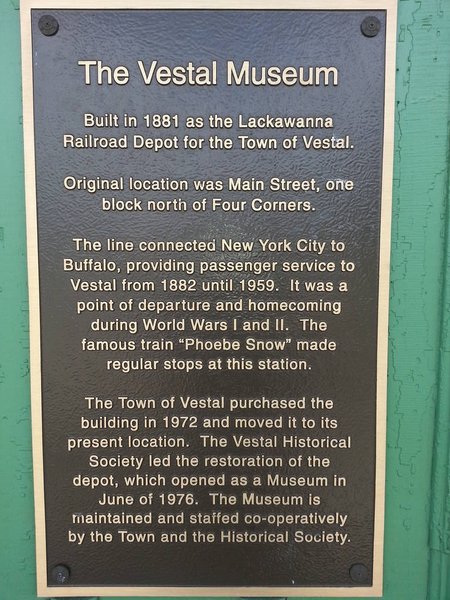 The Vestal Museum
Built in 1881 as the Lackawanna
Railroad Depot for the Town of Vestal.
Original location was Main Street, one
block north of Four Corners.
The line connected New York City to
Buffalo, providing passenger service to
Vestal from 1882 until 1959. It was a
point of departure and homecoming
during World Wars I and II. The
famous train “Phoebe Snow” made
regular stops at this station.
The Town of Vestal purchased the
building in 1972 and moved it to its
present location. The Vestal Historical
Society led the restoration of the
depot, which opened as a Museum in
June of 1976. The Museum is
maintained and staffed co-operatively
by the Town and the Historical Society.